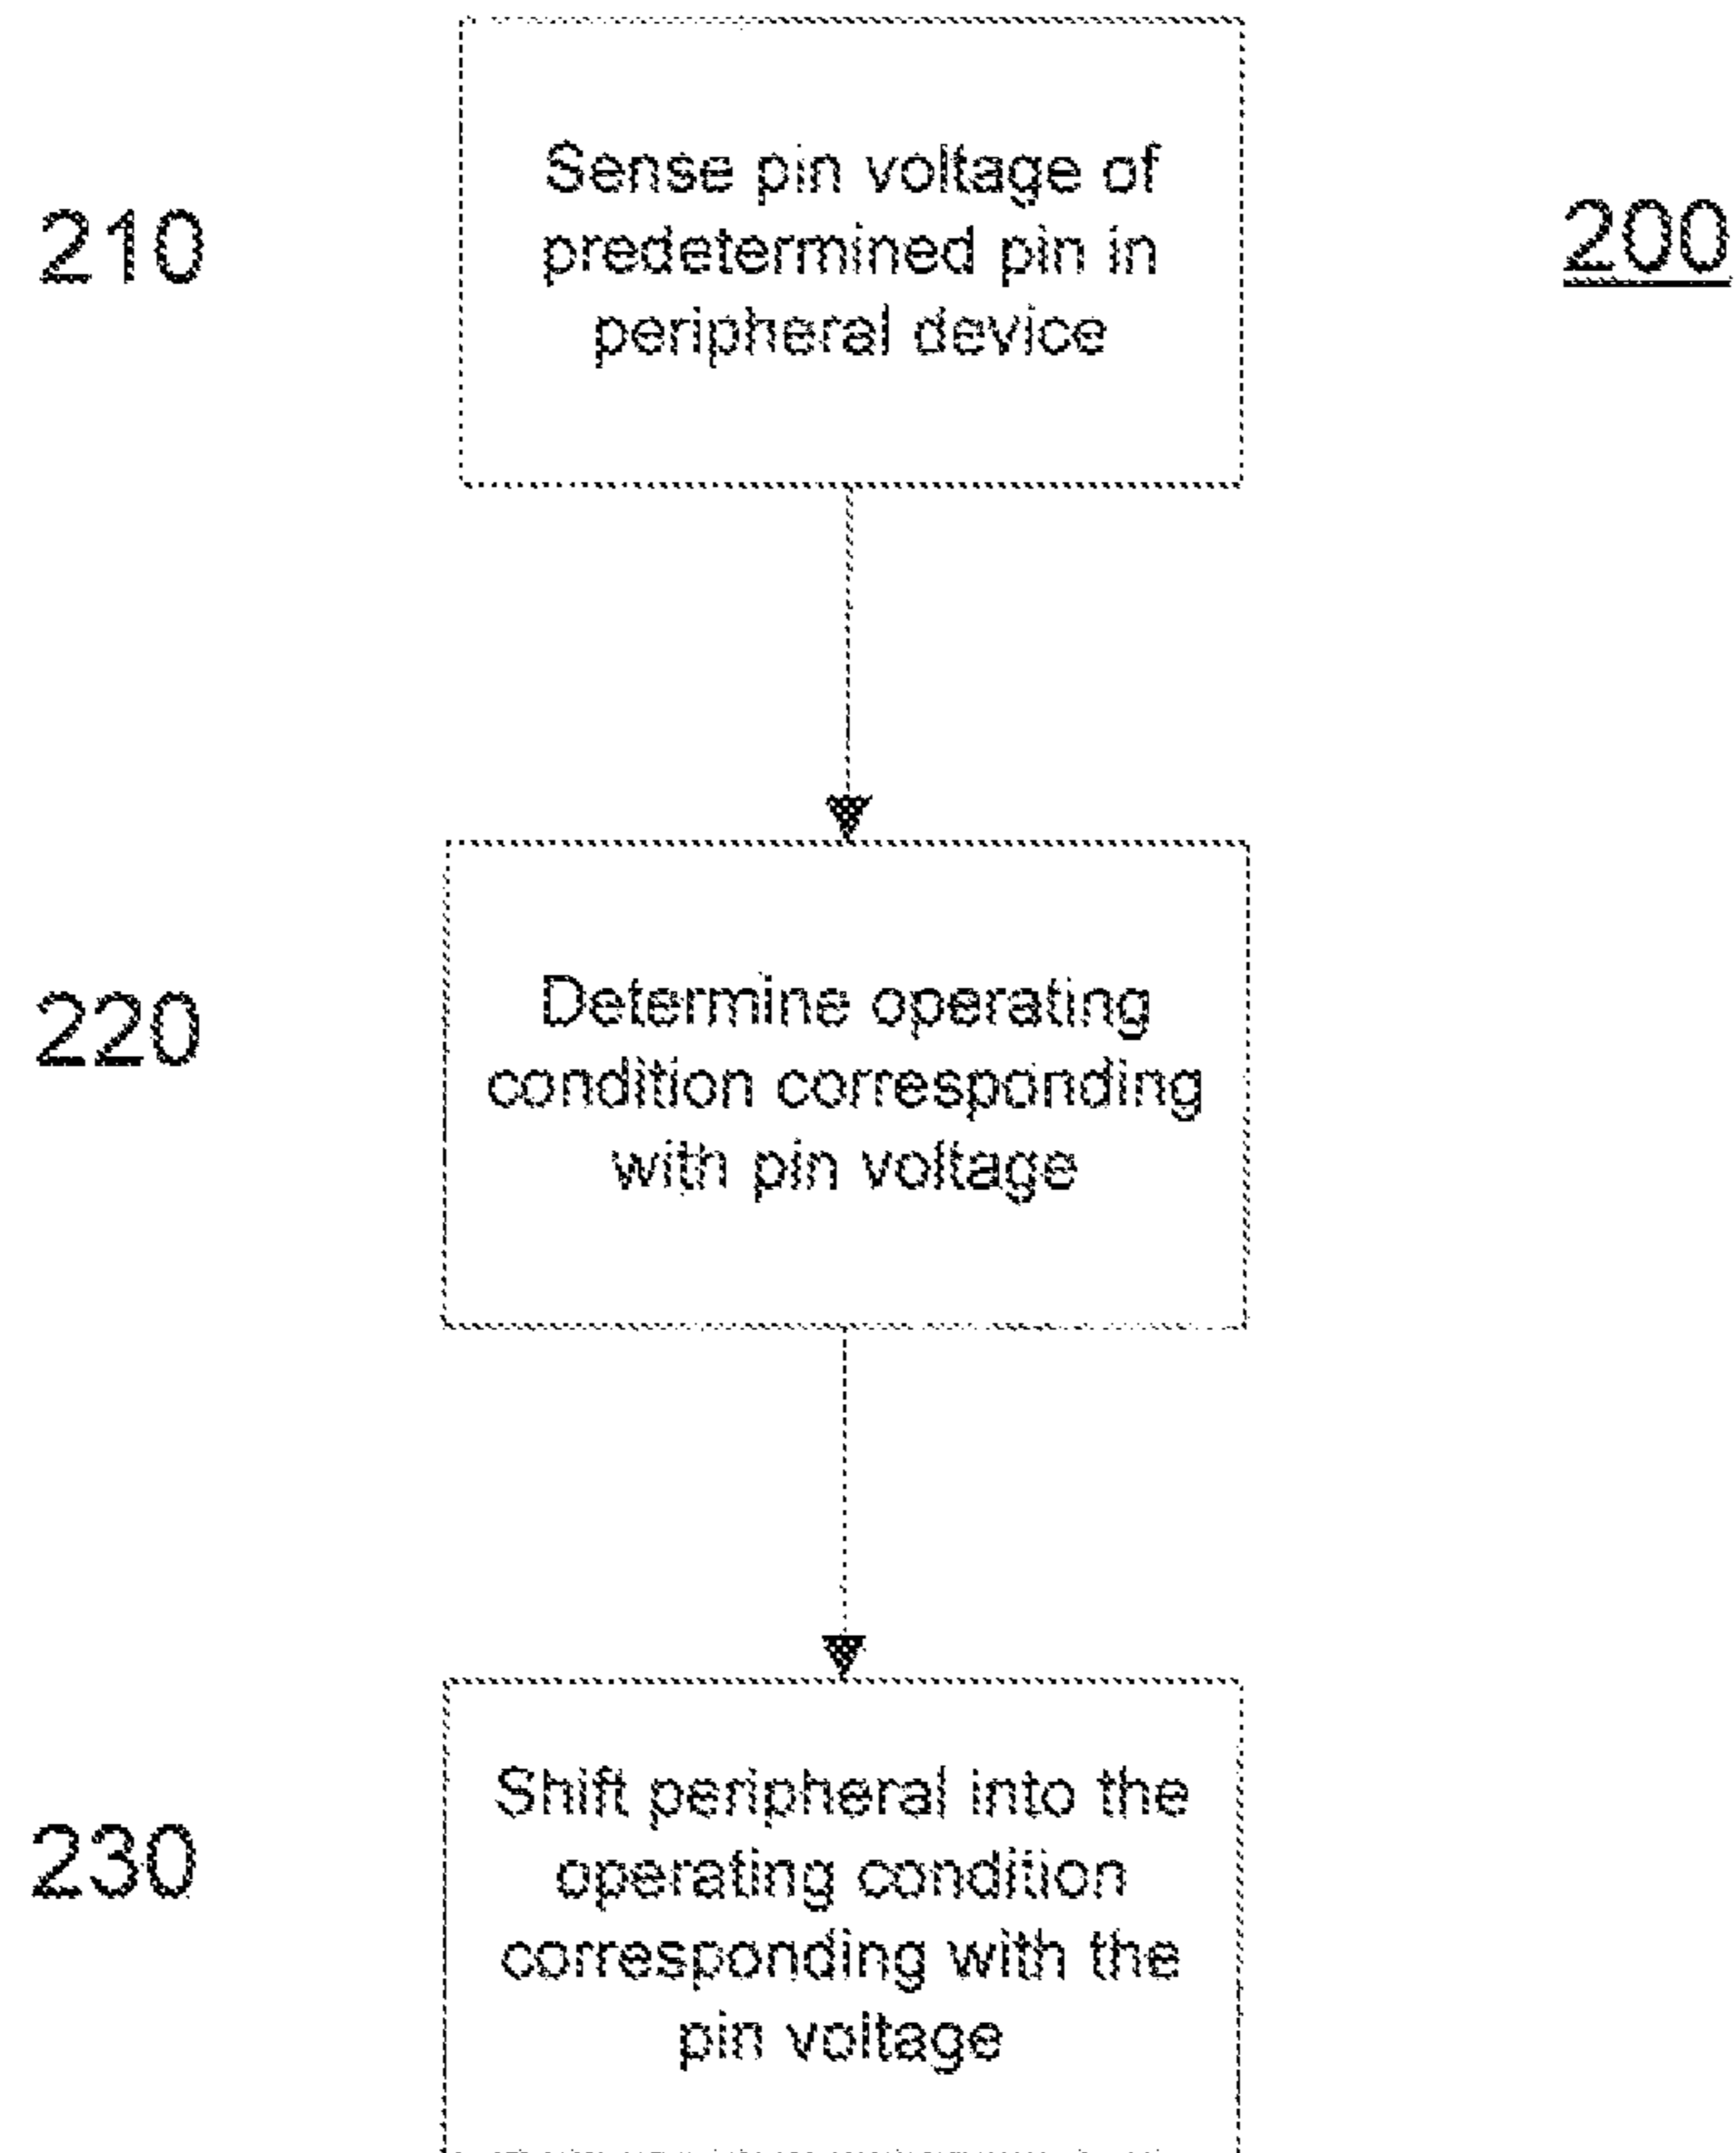 210
Sense pin voltage of
predetermined pin in
peripheral device
200
220
Determine operating
condition corresponding
with pin voltage
230
Shift peripheral into the
operating condition
corresponding with the
pin voltage